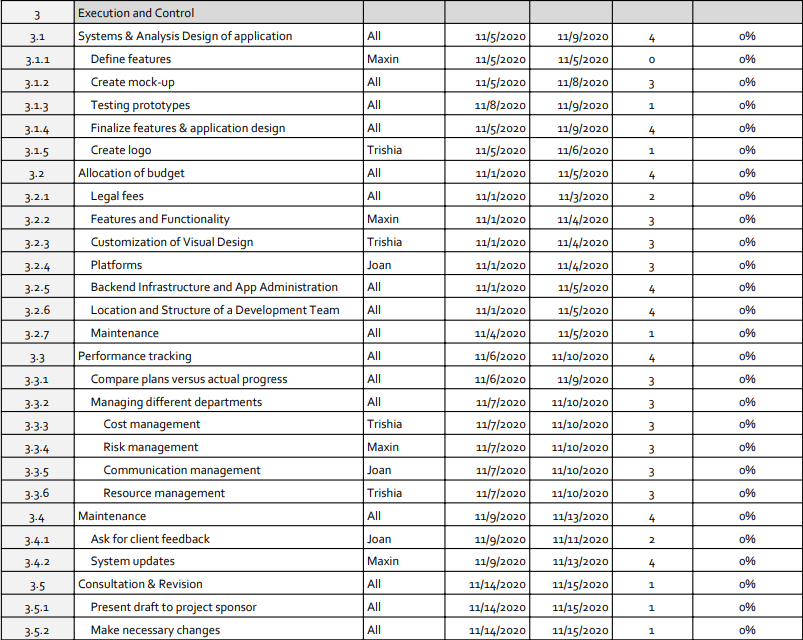 3 Execution and Control
3.1 Systems & Analysis Design of application All 11/5/2020 11/9/2020 4 0%
3.1.1 Define features Maxin 11/5/2020 11/5/2020 0 0%
3.1.2 Create mock-up All 11/5/2020 11/8/2020 3 0%
3.1.3 Testing prototypes All 11/8/2020 11/9/2020 1 0%
3.1.4 Finalize features & application design All 11/5/2020 11/9/2020 4 0%
3.1.5 Create logo Trishia 11/5/2020 11/6/2020 1 0%
3.2 Allocation of budget All 11/1/2020 11/5/2020 4 0%
3.2.1 Legal fees All 11/1/2020 11/3/2020 2 0%
3.2.2 Features and Functionality Maxin 11/1/2020 11/4/2020 3 0%
3.2.3 Customization of Visual Design Trishia 11/1/2020 11/4/2020 3 0%
3.2.4 Platforms Joan 11/1/2020 11/4/2020 3 0%
3.2.5 Backend Infrastructure and App Administration All 11/1/2020 11/5/2020 4 0%
3.2.6 Location and Structure of a Development Team All 11/1/2020 11/5/2020 4 0%
3.2.7 Maintenance All 11/4/2020 11/5/2020 1 0%
3.3 Performance tracking All 11/6/2020 11/10/2020 4 0%
3.3.1 Compare plans versus actual progress All 11/6/2020 11/9/2020 3 0%
3.3.2 Managing different departments All 11/7/2020 11/10/2020 3 0%
3.3.3 Cost management Trishia 11/7/2020 11/10/2020 3 0%
3.3.4 Risk management Maxin 11/7/2020 11/10/2020 3 0%
3.3.5 Communication management Joan 11/7/2020 11/10/2020 3 0%
3.3.6 Resource management Trishia 11/7/2020 11/10/2020 3 0%
3.4 Maintenance All 11/9/2020 11/13/2020 4 0%
3.4.1 Ask for client feedback Joan 11/9/2020 11/11/2020 2 0%
3.4.2 System updates Maxin 11/9/2020 11/13/2020 4 0%
3.5 Consultation & Revision All 11/14/2020 11/15/2020 1 0%
3.5.1 Present draft to project sponsor All 11/14/2020 11/15/2020 1 0%
3.5.2 Make necessary changes All 11/14/2020 11/15/2020 1 0%